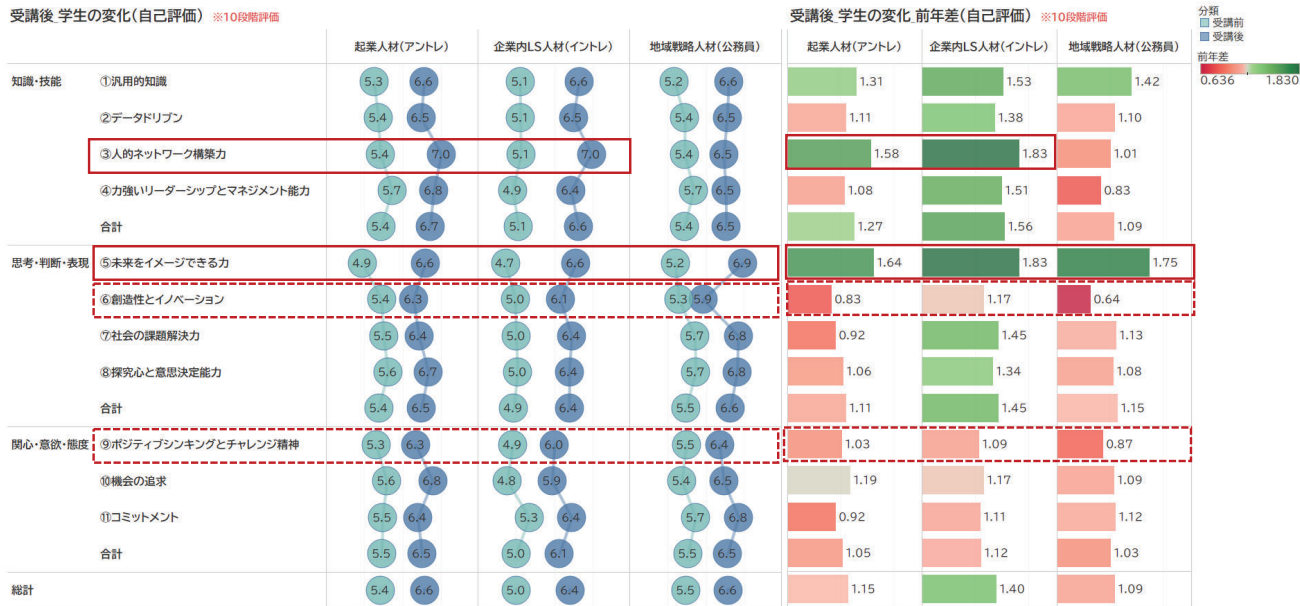 受講後_学生の変化(自己評価) ※10段階評価
起業人材(アントレ) 企業内LS人材(イントレ) 地域戦略人材(公務員)
知識・技能 ①汎用的知識 5.3 6.6 5.1 6.6 5.2 6.6
②データドリブン 5.4 6.5 5.1 6.5 5.4 6.5
③人的ネットワーク構築力 5.4 7.0 5.1 7.0 5.4 6.5
④力強いリーダーシップとマネジメント能力 5.7 6.8 4.9 6.4 5.7 6.5
合計 5.4 6.7 5.1 6.6 5.4 6.5
思考・判断・表現 ⑤未来をイメージできる力 4.9 6.6 4.7 6.6 5.2 6.9
⑥創造性とイノベーション 5.4 6.3 5.0 6.1 5.3 5.9
⑦社会の課題解決力 5.5 6.4 5.0 6.4 5.7 6.8
⑧探究心と意思決定能力 5.6 6.7 5.0 6.4 5.7 6.8
合計 5.4 6.5 4.9 6.4 5.5 6.6
関心・意欲・態度 ⑨ポジティブシンキングとチャレンジ精神 5.3 6.3 4.9 6.0 5.5 6.4
⑩機会の追求 5.6 6.8 4.8 5.9 5.4 6.5
⑪コミットメント 5.5 6.4 5.3 6.4 5.7 6.8
合計 5.5 6.5 5.0 6.1 5.5 6.5
総計 5.4 6.6 5.0 6.4 5.5 6.6
受講後_学生の変化_前年差(自己評価) ※10段階評価
起業人材(アントレ) 企業内LS人材(イントレ) 地域戦略人材(公務員)
1.31 1.53 1.42
1.11 1.38 1.10
1.58 1.83 1.01
1.08 1.51 0.83
1.27 1.56 1.09
1.64 1.83 1.75
0.83 1.17 0.64
0.92 1.45 1.13
1.06 1.34 1.08
1.11 1.45 1.15
1.03 1.09 0.87
1.19 1.17 1.09
0.92 1.11 1.12
1.05 1.12 1.03
1.15 1.40 1.09
分類
受講前
受講後
前年差
0.636 1.830